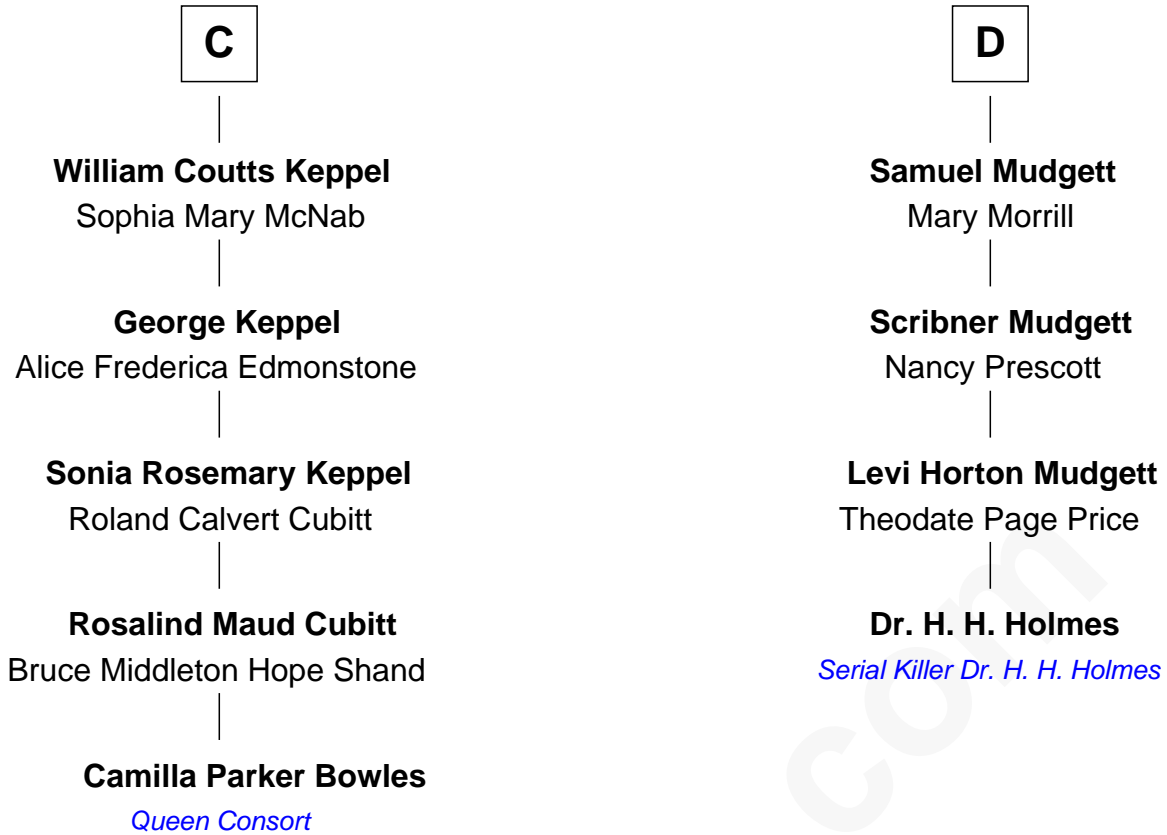 C
William Coutts Keppel
Sophia Mary McNab
George Keppel
Alice Frederica Edmonstone
Sonia Rosemary Keppel
Roland Calvert Cubitt
Rosalind Maud Cubitt
Bruce Middleton Hope Shand
Camilla Parker Bowles
Queen Consort
D
Samuel Mudgett
Mary Morrill
Scribner Mudgett
Nancy Prescott
Levi Horton Mudgett
Theodate Page Price
Dr. H. H. Holmes
Serial Killer Dr. H. H. Holmes
com